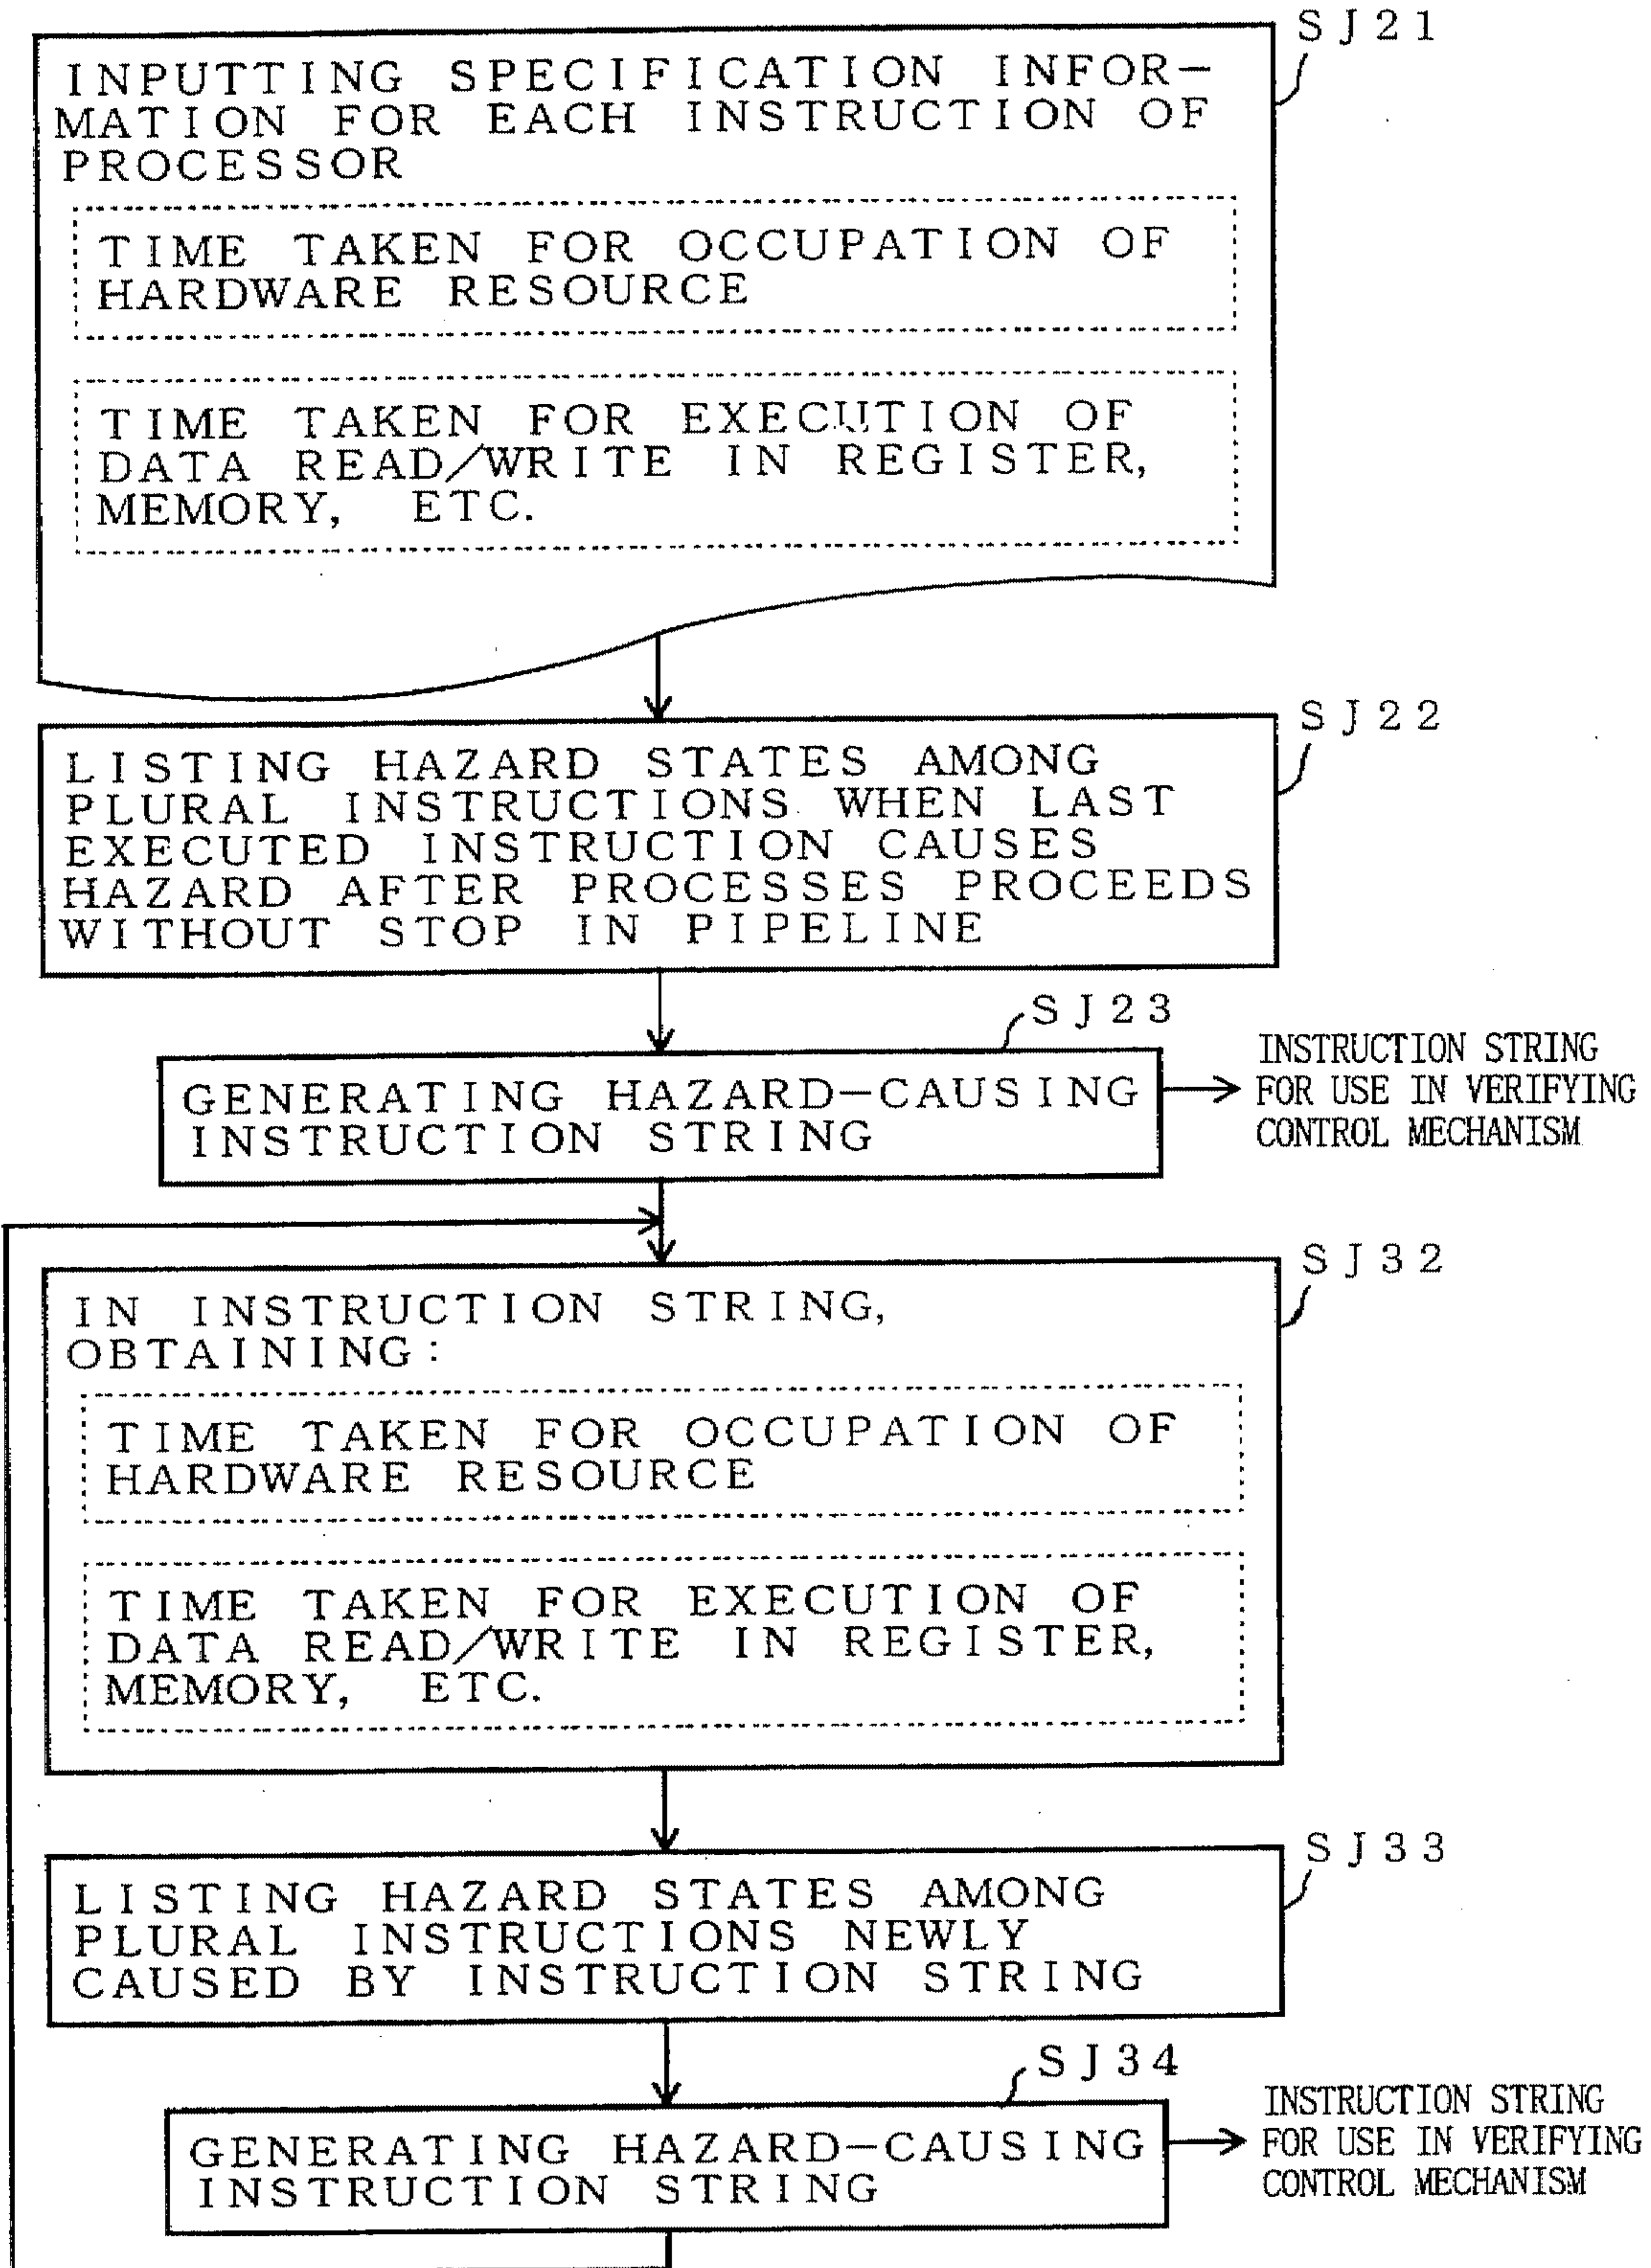 SJ21
INPUTTING SPECIFICATION INFOR-
MATION FOR EACH INSTRUCTION OF
PROCESSOR
TIME TAKEN FOR OCCUPATION OF
HARDWARE RESOURCE
TIME TAKEN FOR EXECUTION OF
DATA READ/WRITE IN REGISTER,
MEMORY, ETC.
SJ22
LISTING HAZARD STATES AMONG
PLURAL INSTRUCTIONS WHEN LAST
EXECUTED INSTRUCTION CAUSES
HAZARD AFTER PROCESSES PROCEEDS
WITHOUT STOP IN PIPELINE
SJ23
GENERATING HAZARD-CAUSING
INSTRUCTION STRING
INSTRUCTION STRING
FOR USE IN VERIFYING
CONTROL MECHANISM
SJ32
IN INSTRUCTION STRING,
OBTAINING:
TIME TAKEN FOR OCCUPATION OF
HARDWARE RESOURCE
TIME TAKEN FOR EXECUTION OF
DATA READ/WRITE IN REGISTER,
MEMORY, ETC.
SJ33
LISTING HAZARD STATES AMONG
PLURAL INSTRUCTIONS NEWLY
CAUSED BY INSTRUCTION STRING
SJ34
GENERATING HAZARD-CAUSING
INSTRUCTION STRING
INSTRUCTION STRING
FOR USE IN VERIFYING
CONTROL MECHANISM